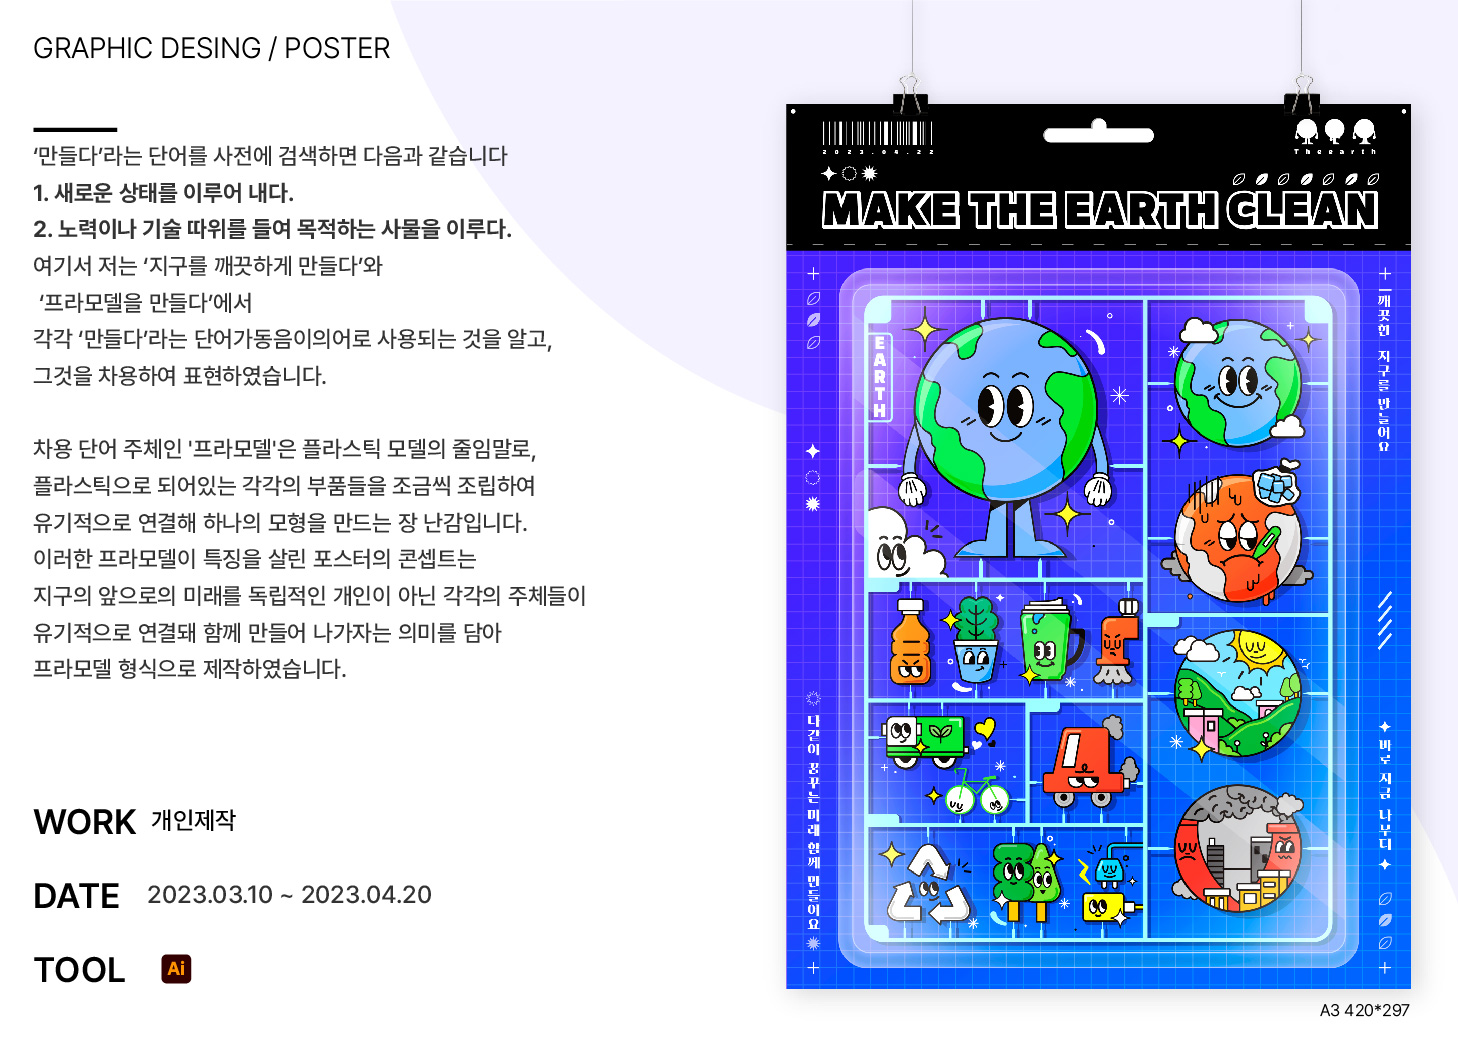 GRAPHIC DESING / POSTER
‘만들다’라는 단어를 사전에 검색하면 다음과 같습니다
1. 새로운 상태를 이루어 내다.
2. 노력이나 기술 따위를 들여 목적하는 사물을 이루다.
여기서 저는 ‘지구를 깨끗하게 만들다’와
‘프라모델을 만들다’에서
각각 ‘만들다’라는 단어가동음이의어로 사용되는 것을 알고,
그것을 차용하여 표현하였습니다.
차용 단어 주체인 '프라모델'은 플라스틱 모델의 줄임말로,
플라스틱으로 되어있는 각각의 부품들을 조금씩 조립하여
유기적으로 연결해 하나의 모형을 만드는 장 난감입니다.
이러한 프라모델이 특징을 살린 포스터의 콘셉트는
지구의 앞으로의 미래를 독립적인 개인이 아닌 각각의 주체들이
유기적으로 연결돼 함께 만들어 나가자는 의미를 담아
프라모델 형식으로 제작하였습니다.
WORK 개인제작
DATE 2023.03.10 ~ 2023.04.20
TOOL Ai
2023.04.22
Theearth
MAKE THE EARTH CLEAN
EARTH
깨끗한 지구를 만들어요
다같이 꿈꾸는 미래 함께 만들어요
바로 지금 나부터
A3 420*297